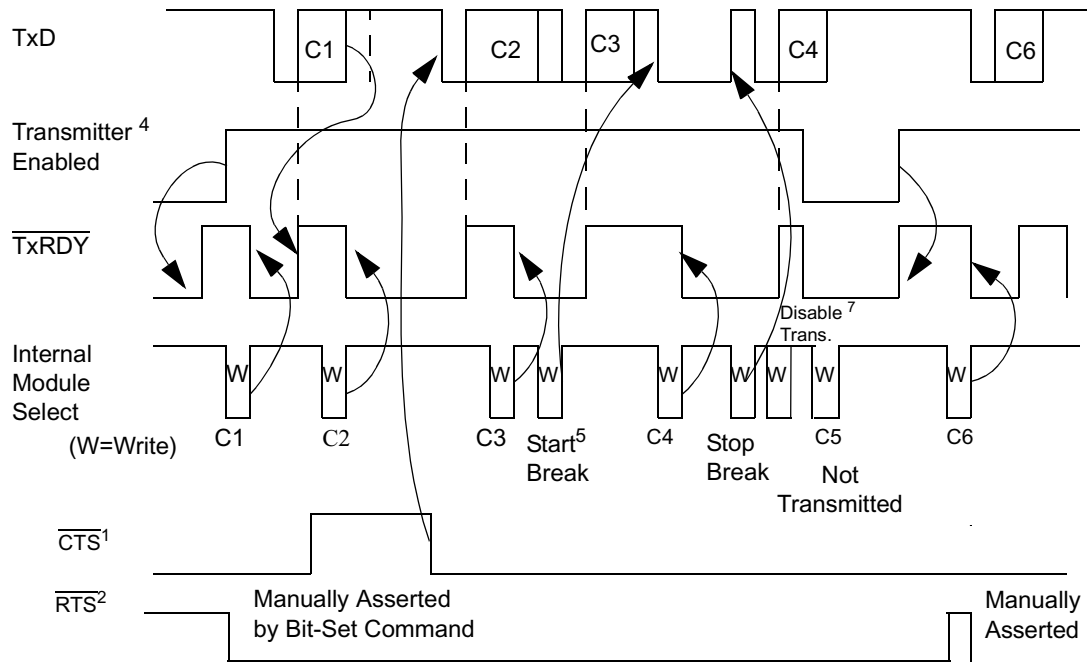 TxD
C1
C2
C3
C4
C6
Transmitter 4
Enabled
TxRDY
Disable 7
Trans.
Internal
Module
Select
W
W
W
W
W
W
W
W
W
(W=Write)
C1
C2
C3
Start5
Break
C4
Stop
Break
C5
C6
Not
Transmitted
CTS1
RTS2
Manually Asserted
by Bit-Set Command
Manually
Asserted